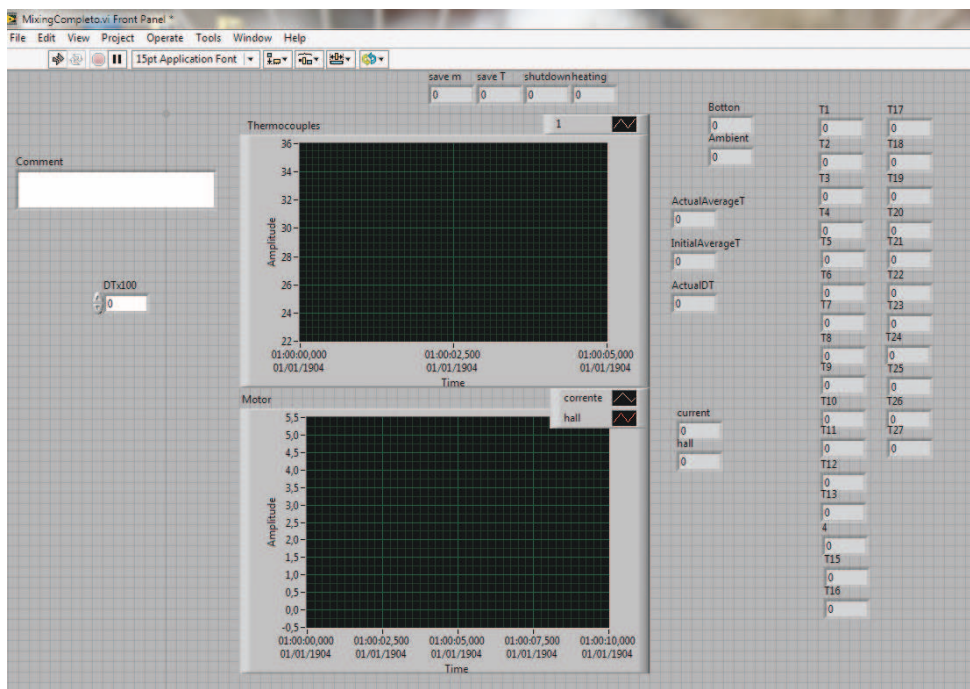 MixingCompleto.vi Front Panel *
File Edit View Project Operate Tools Window Help
15pt Application Font
save m save T shutdown heating
0 0 0 0
Comment
DTx100
0
Thermocouples
1
Amplitude
36
34
32
30
28
26
24
22
01:00:00,000 01:00:02,500 01:00:05,000
01/01/1904 01/01/1904 01/01/1904
Time
Motor
corrente
hall
Amplitude
5,5
5,0
4,5
4,0
3,5
3,0
2,5
2,0
1,5
1,0
0,5
0,0
-0,5
01:00:00,000 01:00:02,500 01:00:05,000 01:00:07,500 01:00:10,000
01/01/1904 01/01/1904 01/01/1904 01/01/1904 01/01/1904
Time
Botton
0
Ambient
0
ActualAverageT
0
InitialAverageT
0
ActualDT
0
current
0
hall
0
T1
0
T2
0
T3
0
T4
0
T5
0
T6
0
T7
0
T8
0
T9
0
T10
0
T11
0
T12
0
T13
0
4
0
T15
0
T16
0
T17
0
T18
0
T19
0
T20
0
T21
0
T22
0
T23
0
T24
0
T25
0
T26
0
T27
0